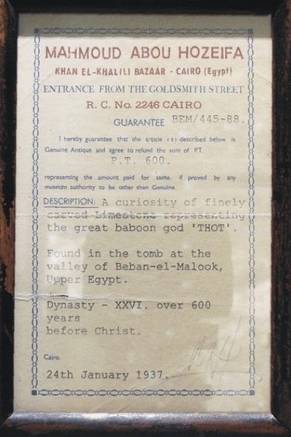 MAHMOUD ABOU HOZEIFA
KHAN EL-KHALILI BAZAAR - CAIRO (Egypt)
ENTRANCE FROM THE GOLDSMITH STREET
R. C. No. 2246 CAIRO
GUARANTEE BEM/445-88.
I hereby guarantee that the article (s) described below is
Genuine Antique and agree to refund the sum of PT.
P.T. 600.
representing the amount paid for same, if proved by any
museum authority to be other than Genuine.
DESCRIPTION: A curiosity of finely
carved Limestone representing
the great baboon god 'THOT'.
Found in the tomb at the
valley of Beban-el-Malook,
Upper Egypt.
Dynasty - XXVI. over 600
years
before Christ.
Cairo.
24th January 1937.